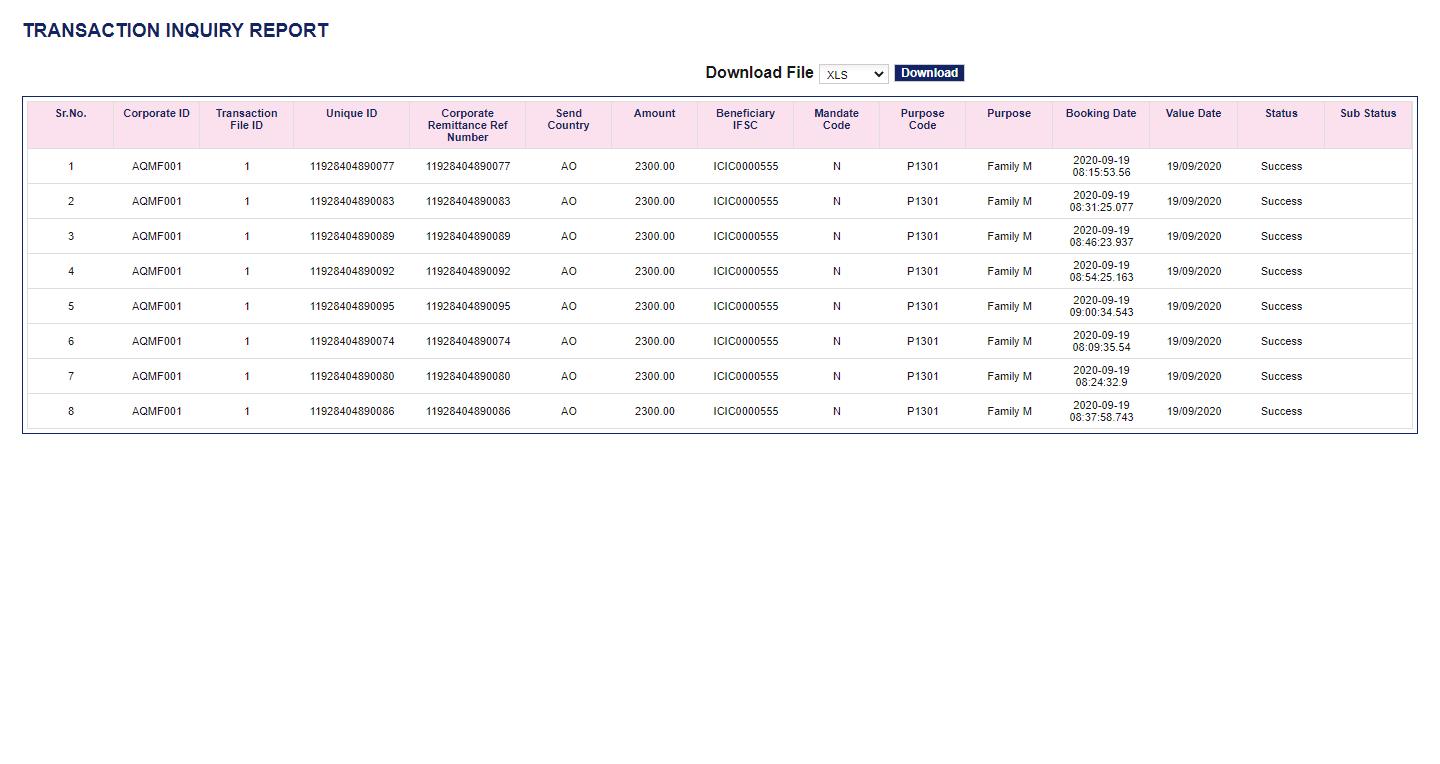 TRANSACTION INQUIRY REPORT
Download File XLS Download
Sr.No. Corporate ID Transaction File ID Unique ID Corporate Remittance Ref Number Send Country Amount Beneficiary IFSC Mandate Code Purpose Code Purpose Booking Date Value Date Status Sub Status
1 AQMF001 1 11928404890077 11928404890077 AO 2300.00 ICIC0000555 N P1301 Family M 2020-09-19 08:15:53.56 19/09/2020 Success
2 AQMF001 1 11928404890083 11928404890083 AO 2300.00 ICIC0000555 N P1301 Family M 2020-09-19 08:31:25.077 19/09/2020 Success
3 AQMF001 1 11928404890089 11928404890089 AO 2300.00 ICIC0000555 N P1301 Family M 2020-09-19 08:46:23.937 19/09/2020 Success
4 AQMF001 1 11928404890092 11928404890092 AO 2300.00 ICIC0000555 N P1301 Family M 2020-09-19 08:54:25.163 19/09/2020 Success
5 AQMF001 1 11928404890095 11928404890095 AO 2300.00 ICIC0000555 N P1301 Family M 2020-09-19 09:00:34.543 19/09/2020 Success
6 AQMF001 1 11928404890074 11928404890074 AO 2300.00 ICIC0000555 N P1301 Family M 2020-09-19 08:09:35.54 19/09/2020 Success
7 AQMF001 1 11928404890080 11928404890080 AO 2300.00 ICIC0000555 N P1301 Family M 2020-09-19 08:24:32.9 19/09/2020 Success
8 AQMF001 1 11928404890086 11928404890086 AO 2300.00 ICIC0000555 N P1301 Family M 2020-09-19 08:37:58.743 19/09/2020 Success